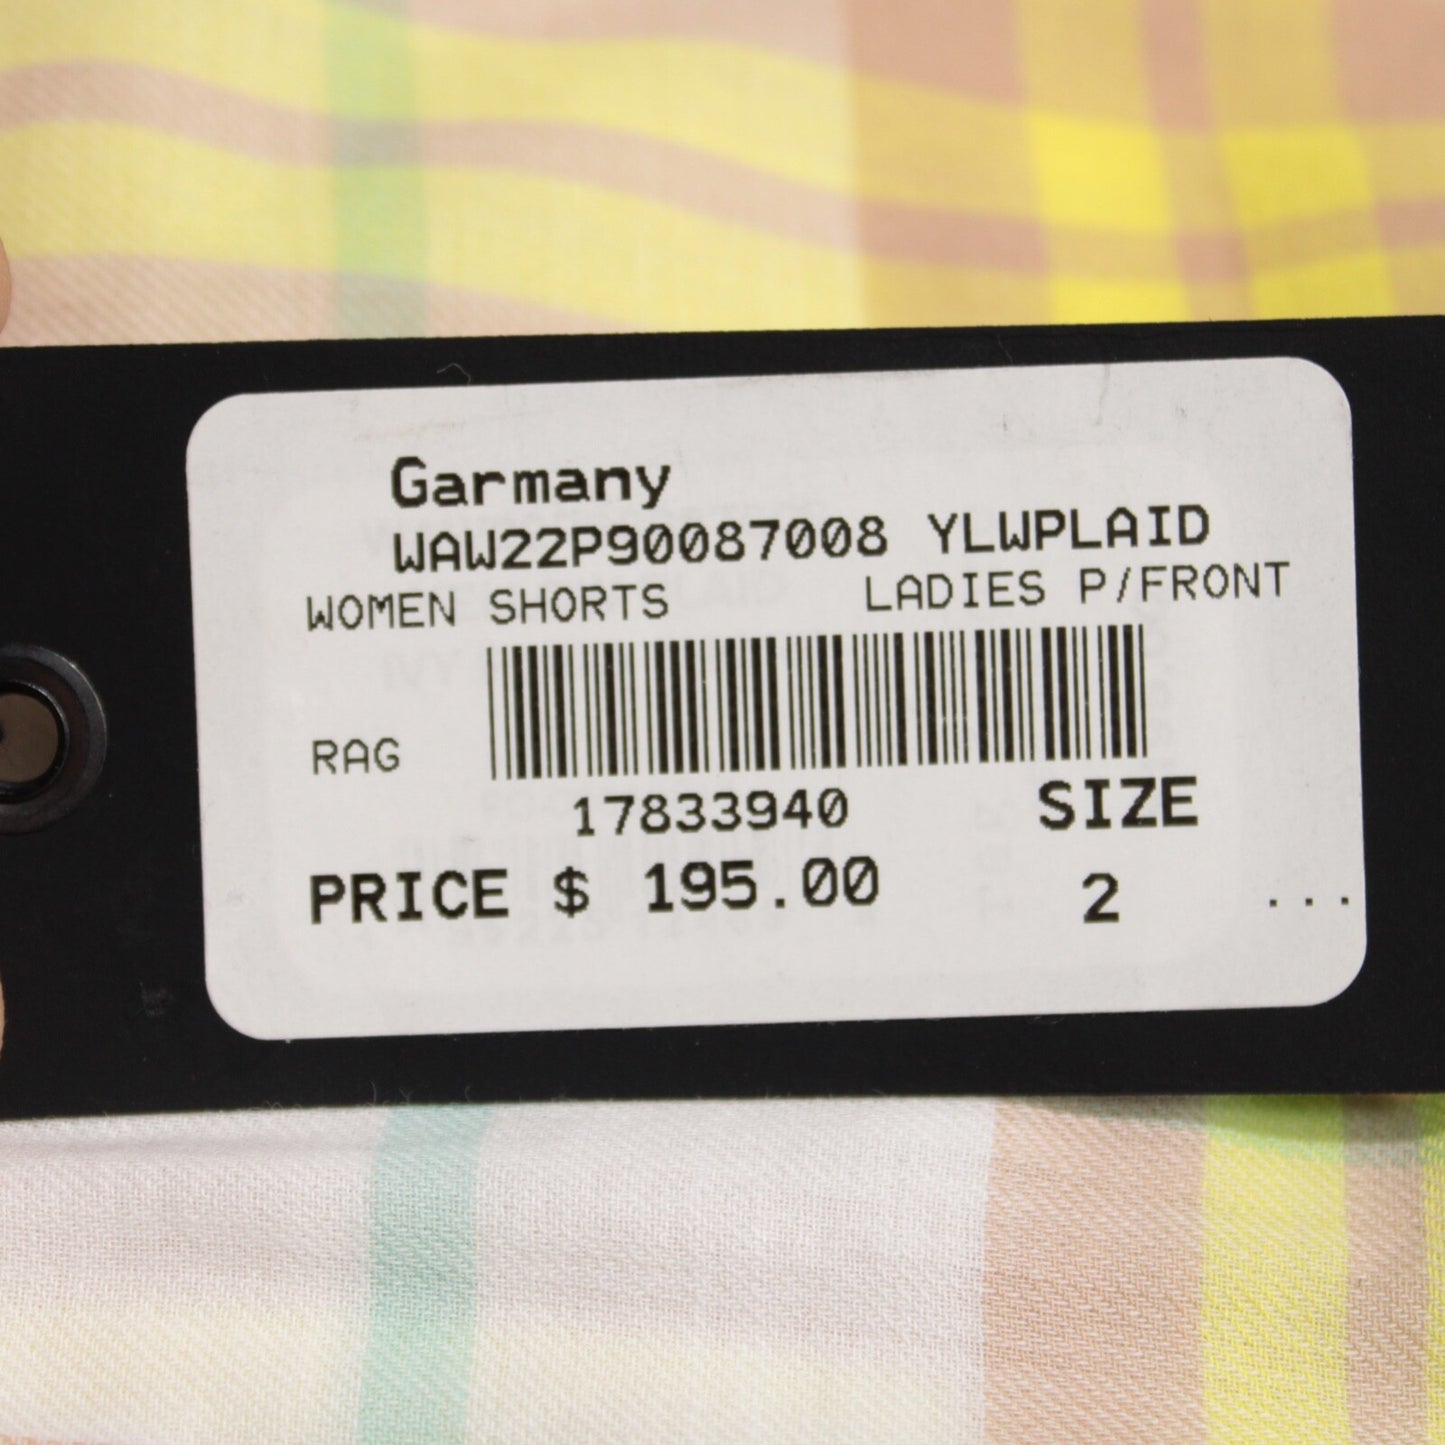 Garmany
WAW22P90087008 YLWPLAID
WOMEN SHORTS LADIES P/FRONT
RAG
17833940 SIZE
PRICE $ 195.00 2 ...